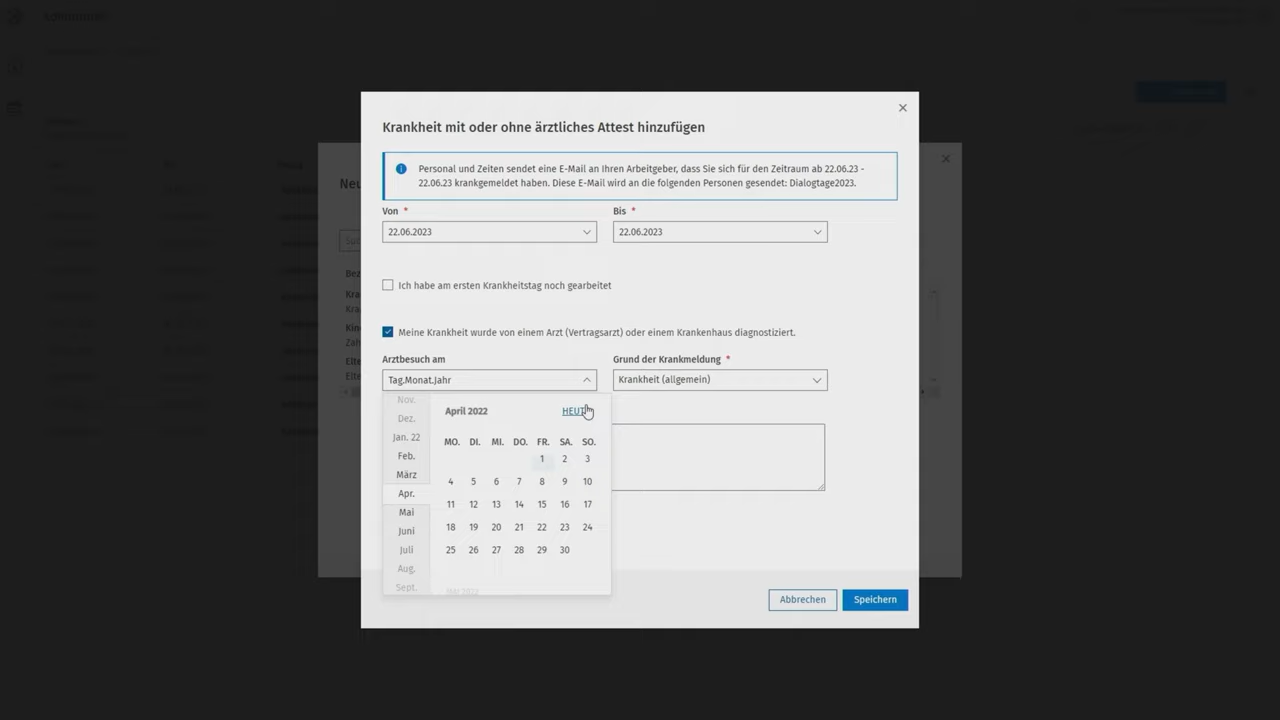 Krankheit mit oder ohne ärztliches Attest hinzufügen
Personal und Zeiten sendet eine E-Mail an Ihren Arbeitgeber, dass Sie sich für den Zeitraum ab 22.06.23 -
22.06.23 krankgemeldet haben. Diese E-Mail wird an die folgenden Personen gesendet: Dialogtage2023.
Von * Bis *
22.06.2023 22.06.2023
Ich habe am ersten Krankheitstag noch gearbeitet
Meine Krankheit wurde von einem Arzt (Vertragsarzt) oder einem Krankenhaus diagnostiziert.
Arztbesuch am Grund der Krankmeldung *
Tag.Monat.Jahr Krankheit (allgemein)
Nov.
Dez.
Jan. 22
Feb.
März
Apr.
Mai
Juni
Juli
Aug.
Sept.
April 2022
MO. DI. MI. DO. FR. SA. SO.
1 2 3
4 5 6 7 8 9 10
11 12 13 14 15 16 17
18 19 20 21 22 23 24
25 26 27 28 29 30
MAI 2022
Abbrechen Speichern